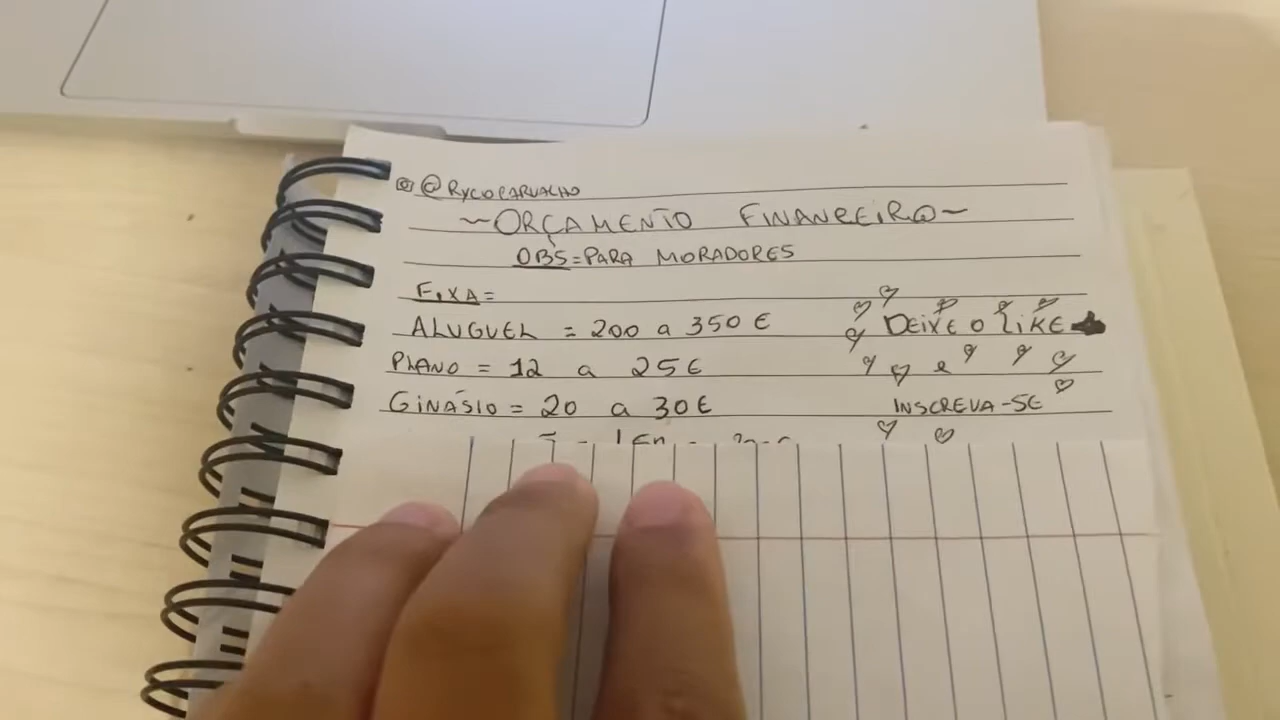 @RYCIOCARVALHO
~ORÇAMENTO FINANCEIRO~
OBS=PARA MORADORES
FIXA=
ALUGUEL = 200 a 350 €
DEIXE O LIKE
PLANO = 12 a 25€
e
GINÁSIO = 20 a 30€
INSCREVA-SE